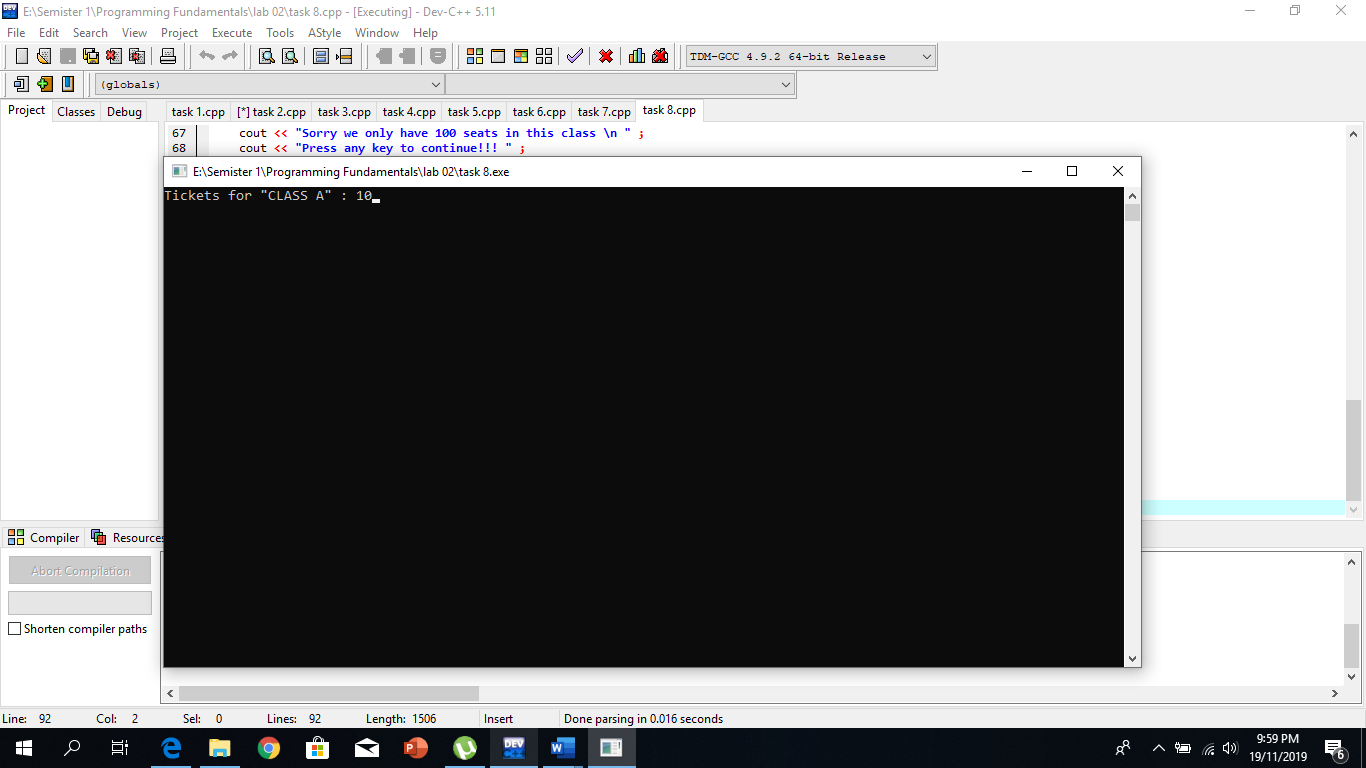 E:\Semister 1\Programming Fundamentals\lab 02\task 8.cpp - [Executing] - Dev-C++ 5.11
File Edit Search View Project Execute Tools AStyle Window Help
TDM-GCC 4.9.2 64-bit Release
(globals)
Project Classes Debug
task 1.cpp [*] task 2.cpp task 3.cpp task 4.cpp task 5.cpp task 6.cpp task 7.cpp task 8.cpp
67 cout << "Sorry we only have 100 seats in this class \n " ;
68 cout << "Press any key to continue!!! " ;
E:\Semister 1\Programming Fundamentals\lab 02\task 8.exe
Tickets for "CLASS A" : 10
Compiler Resources
Abort Compilation
Shorten compiler paths
Line: 92 Col: 2 Sel: 0 Lines: 92 Length: 1506 Insert Done parsing in 0.016 seconds
DEV
9:59 PM
19/11/2019
6